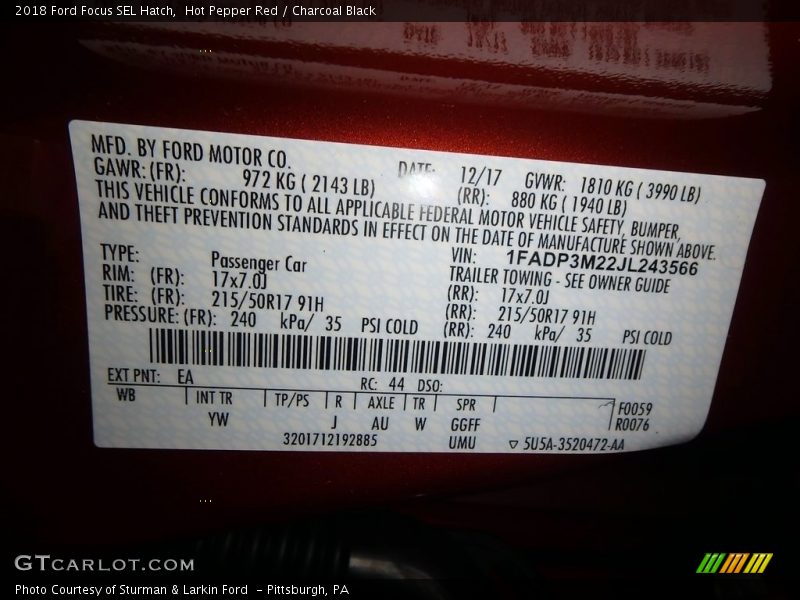 2018 Ford Focus SEL Hatch, Hot Pepper Red / Charcoal Black
MFD. BY FORD MOTOR CO. DATE: 12/17 GVWR: 1810 KG ( 3990 LB)
GAWR: (FR): 972 KG ( 2143 LB) (RR): 880 KG ( 1940 LB)
THIS VEHICLE CONFORMS TO ALL APPLICABLE FEDERAL MOTOR VEHICLE SAFETY, BUMPER,
AND THEFT PREVENTION STANDARDS IN EFFECT ON THE DATE OF MANUFACTURE SHOWN ABOVE.
VIN: 1FADP3M22JL243566
TYPE: Passenger Car TRAILER TOWING - SEE OWNER GUIDE
RIM: (FR): 17x7.0J (RR): 17x7.0J
TIRE: (FR): 215/50R17 91H (RR): 215/50R17 91H
PRESSURE: (FR): 240 kPa/ 35 PSI COLD (RR): 240 kPa/ 35 PSI COLD
EXT PNT: EA RC: 44 DSO:
WB INT TR TP/PS R AXLE TR SPR F0059
YW J AU W GGFF R0076
3201712192885 UMU ▽ 5U5A-3520472-AA
GTCARLOT.COM
Photo Courtesy of Sturman & Larkin Ford - Pittsburgh, PA